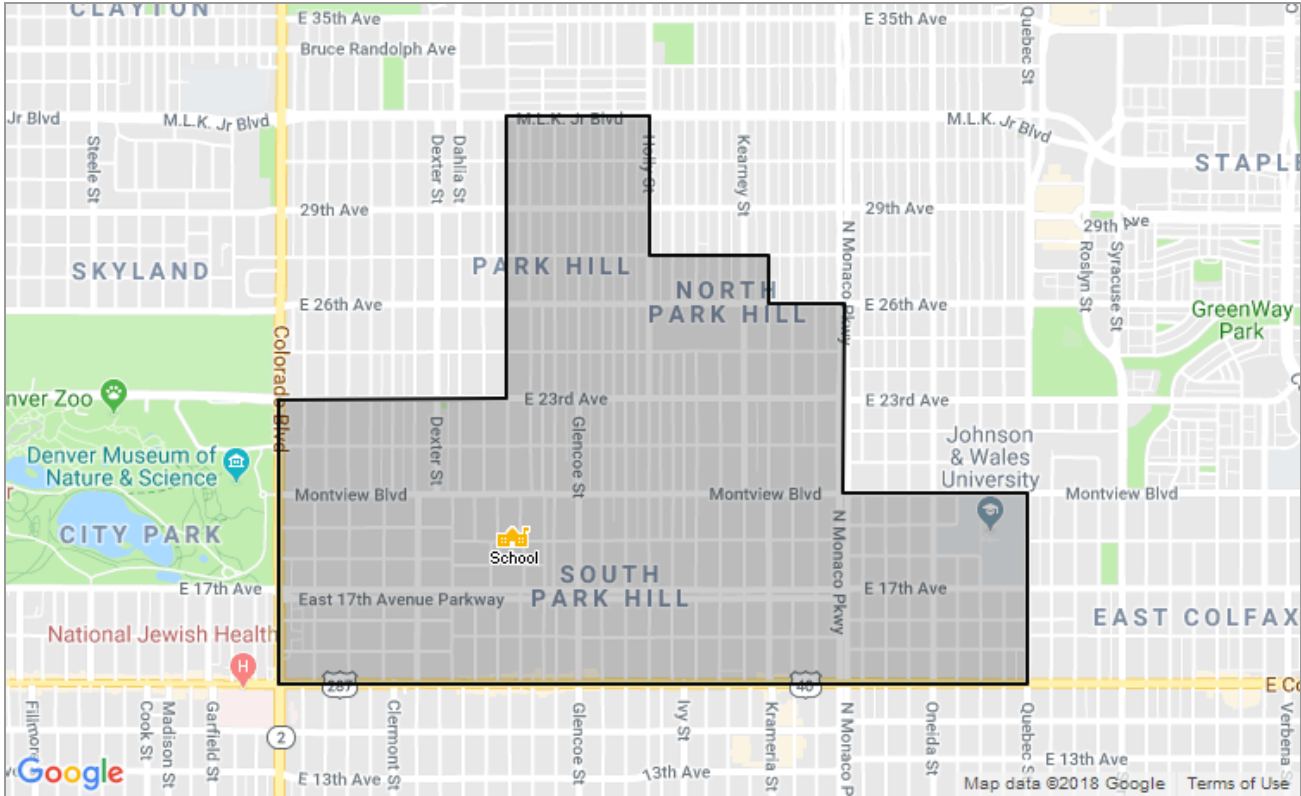 CLAYTON
E 35th Ave
E 35th Ave
Quebec St
Bruce Randolph Ave
Jr Blvd
M.L.K. Jr Blvd
M.L.K. Jr Blvd
M.L.K. Jr Blvd
Steele St
Dexter St
Dahlia St
Holly St
Kearney St
STAPLE
29th Ave
29th Ave
29th Ave
N Monaco Pkwy
Roslyn St
Syracuse St
SKYLAND
PARK HILL
NORTH
PARK HILL
E 26th Ave
E 26th Ave
GreenWay
Park
Colorado Blvd
nver Zoo
E 23rd Ave
E 23rd Ave
Dexter St
Glencoe St
Denver Museum of
Nature & Science
Johnson
& Wales
University
Montview Blvd
Montview Blvd
Montview Blvd
CITY PARK
School
N Monaco Pkwy
SOUTH
PARK HILL
E 17th Ave
E 17th Ave
East 17th Avenue Parkway
EAST COLFAX
National Jewish Health
H
287
40
E Co
Fillmor
Cook St
Madison St
Garfield St
2
Clermont St
Glencoe St
Ivy St
Krameria St
N Monaco P
Oneida St
Quebec S
Verbena S
E 13th Ave
13th Ave
E 13th Ave
Google
Map data ©2018 Google
Terms of Use